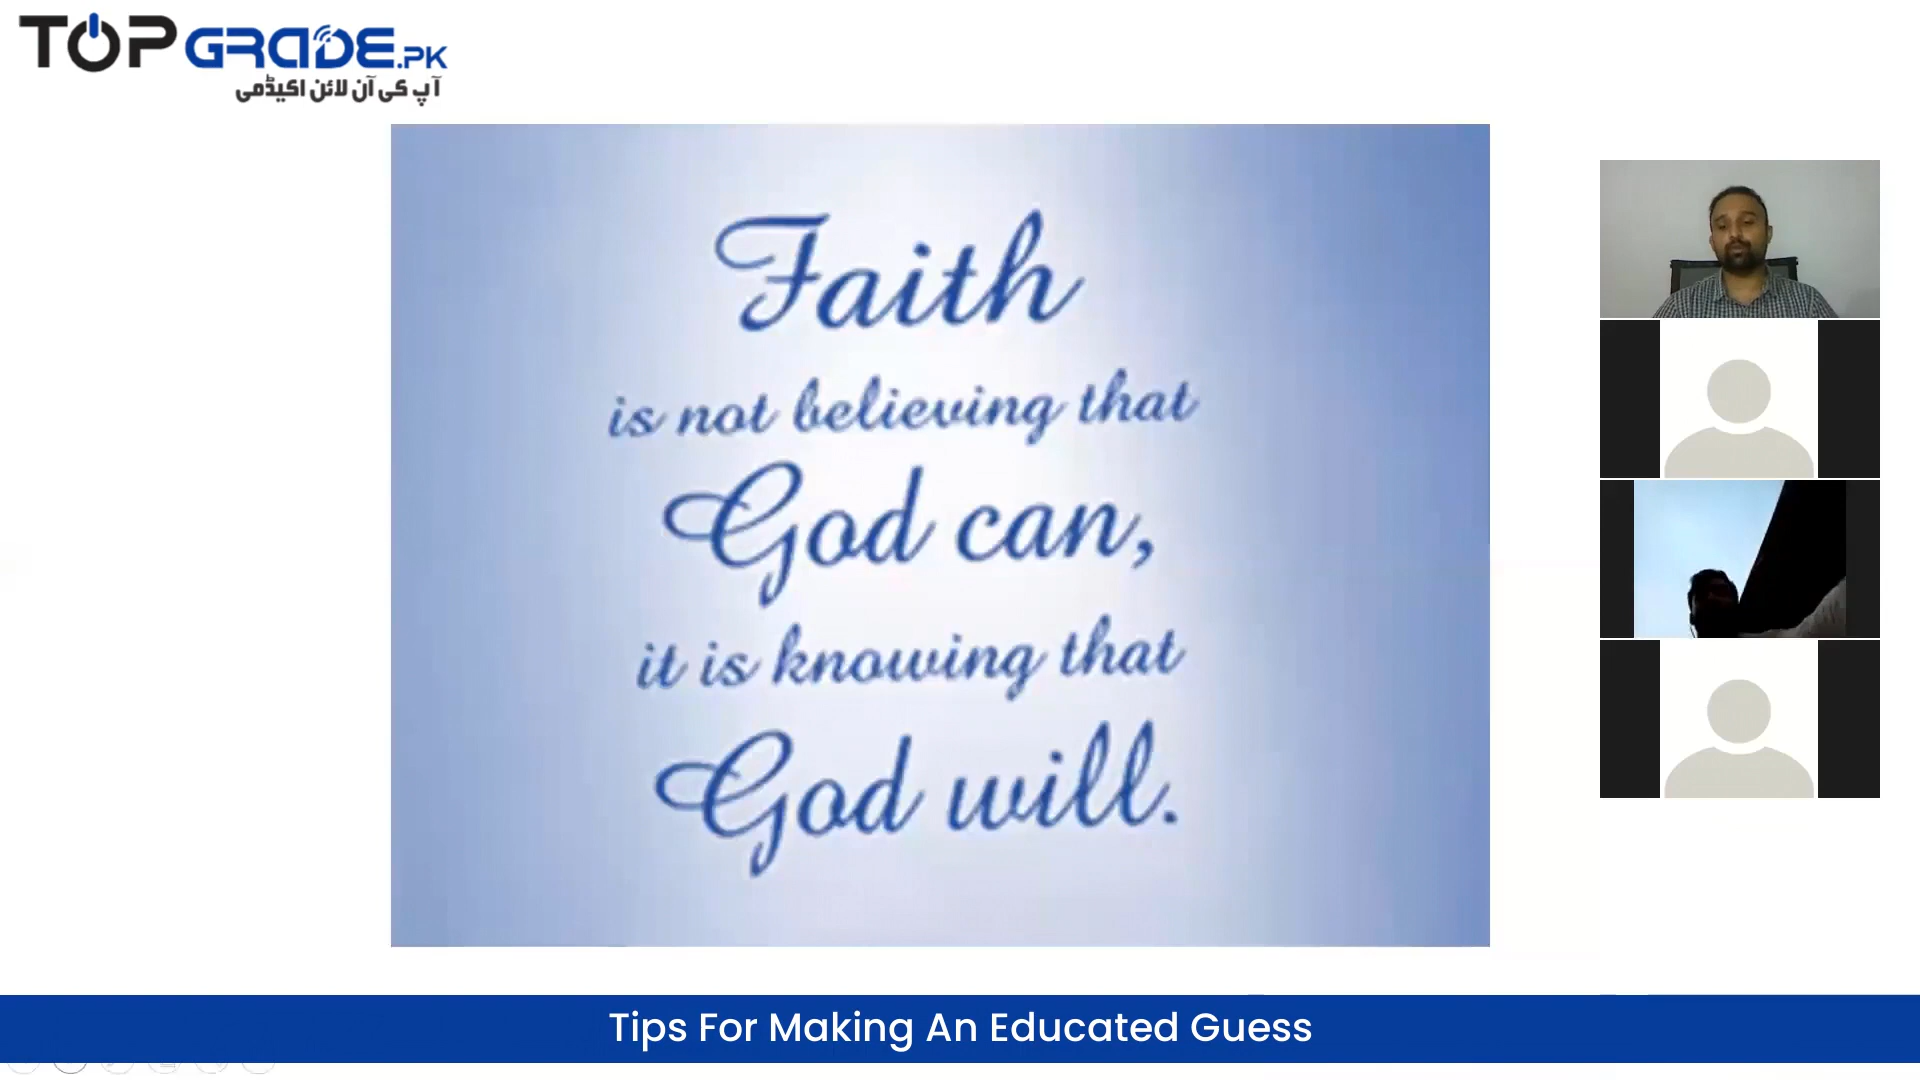 TOPGRADE.PK
آپ کی آن لائن اکیڈمی
Faith
is not believing that
God can,
it is knowing that
God will.
Tips For Making An Educated Guess